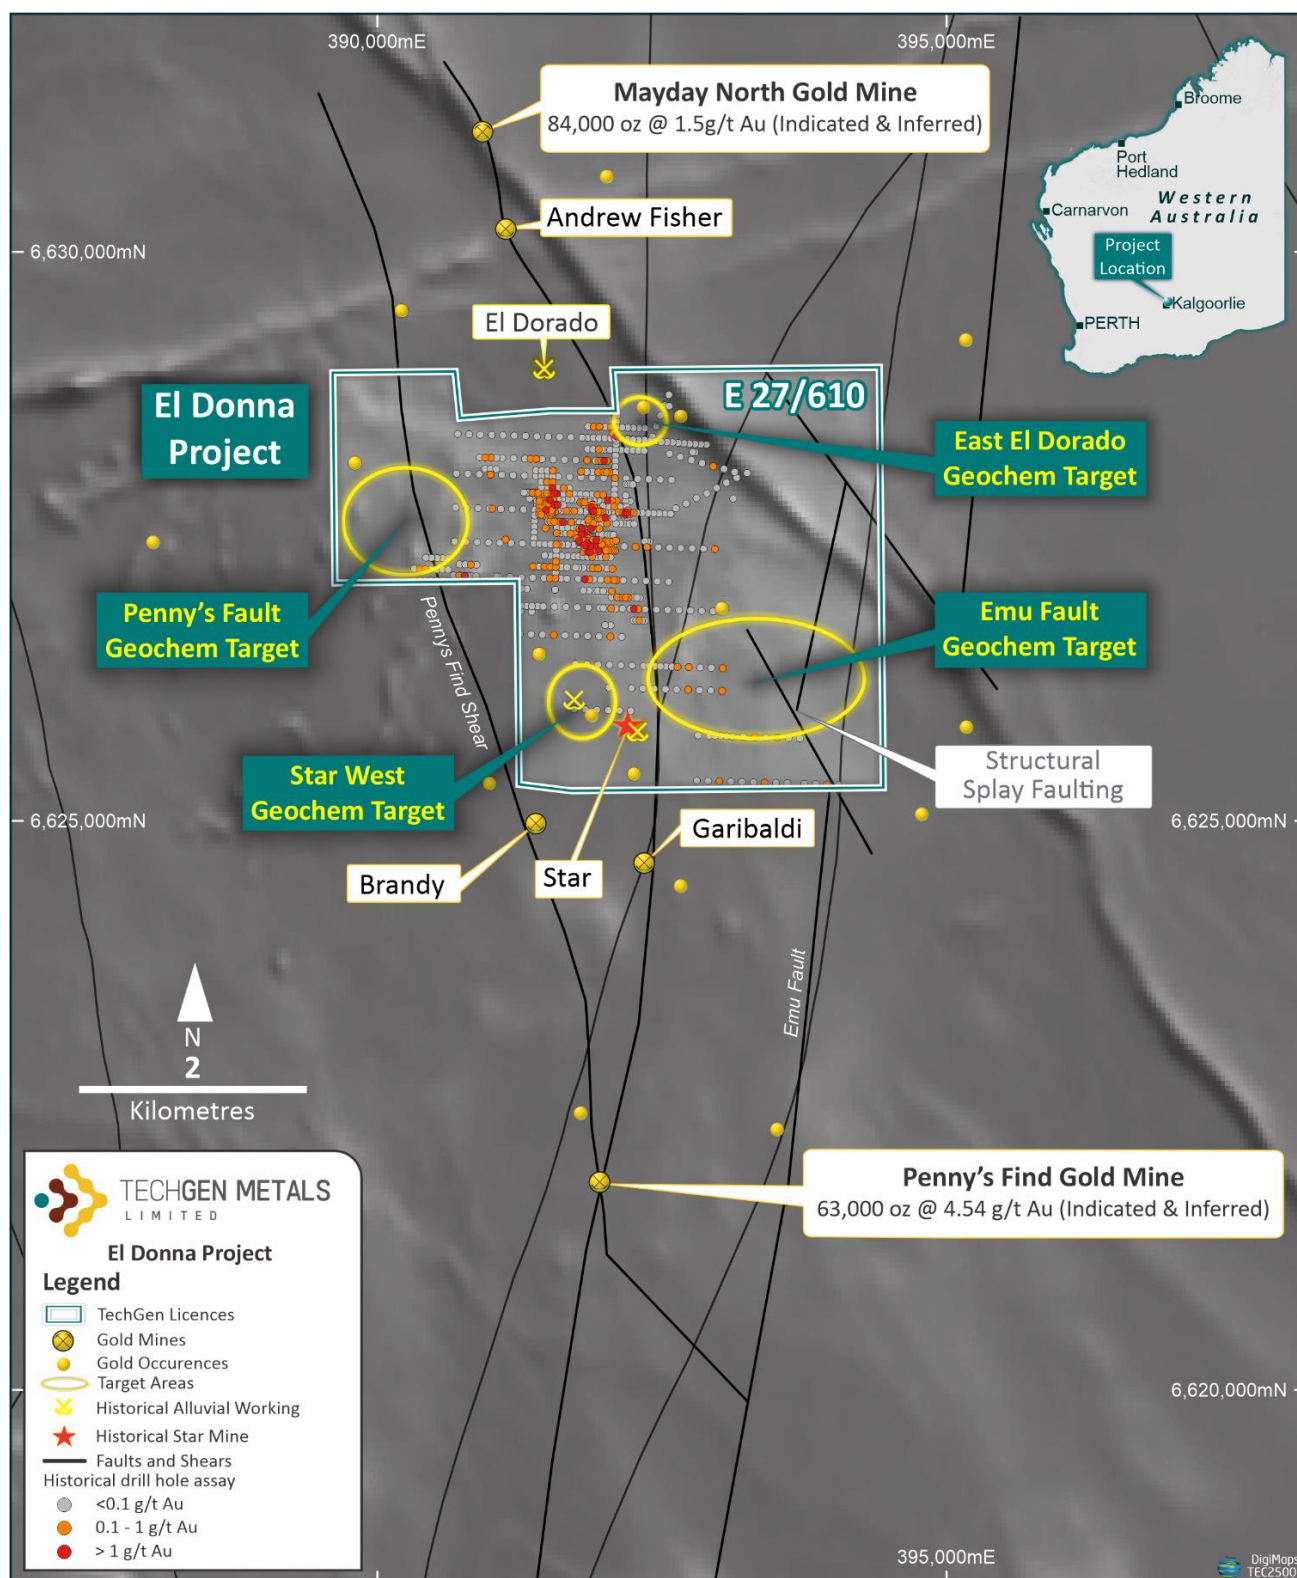 390,000mE
395,000mE
Mayday North Gold Mine
84,000 oz @ 1.5g/t Au (Indicated & Inferred)
Broome
Port
Hedland
Western
Australia
Carnarvon
Project
Location
Kalgoorlie
PERTH
Andrew Fisher
6,630,000mN
El Dorado
El Donna
Project
E 27/610
East El Dorado
Geochem Target
Penny's Fault
Geochem Target
Emu Fault
Geochem Target
Pennys Find Shear
Star West
Geochem Target
Structural
Splay Faulting
6,625,000mN
6,625,000mN
Garibaldi
Brandy
Star
Emu Fault
N
2
Kilometres
Penny's Find Gold Mine
63,000 oz @ 4.54 g/t Au (Indicated & Inferred)
TECHGEN METALS
LIMITED
El Donna Project
Legend
TechGen Licences
Gold Mines
Gold Occurences
Target Areas
Historical Alluvial Working
Historical Star Mine
Faults and Shears
Historical drill hole assay
<0.1 g/t Au
0.1 - 1 g/t Au
> 1 g/t Au
6,620,000mN
395,000mE
DigiMaps
TEC2500